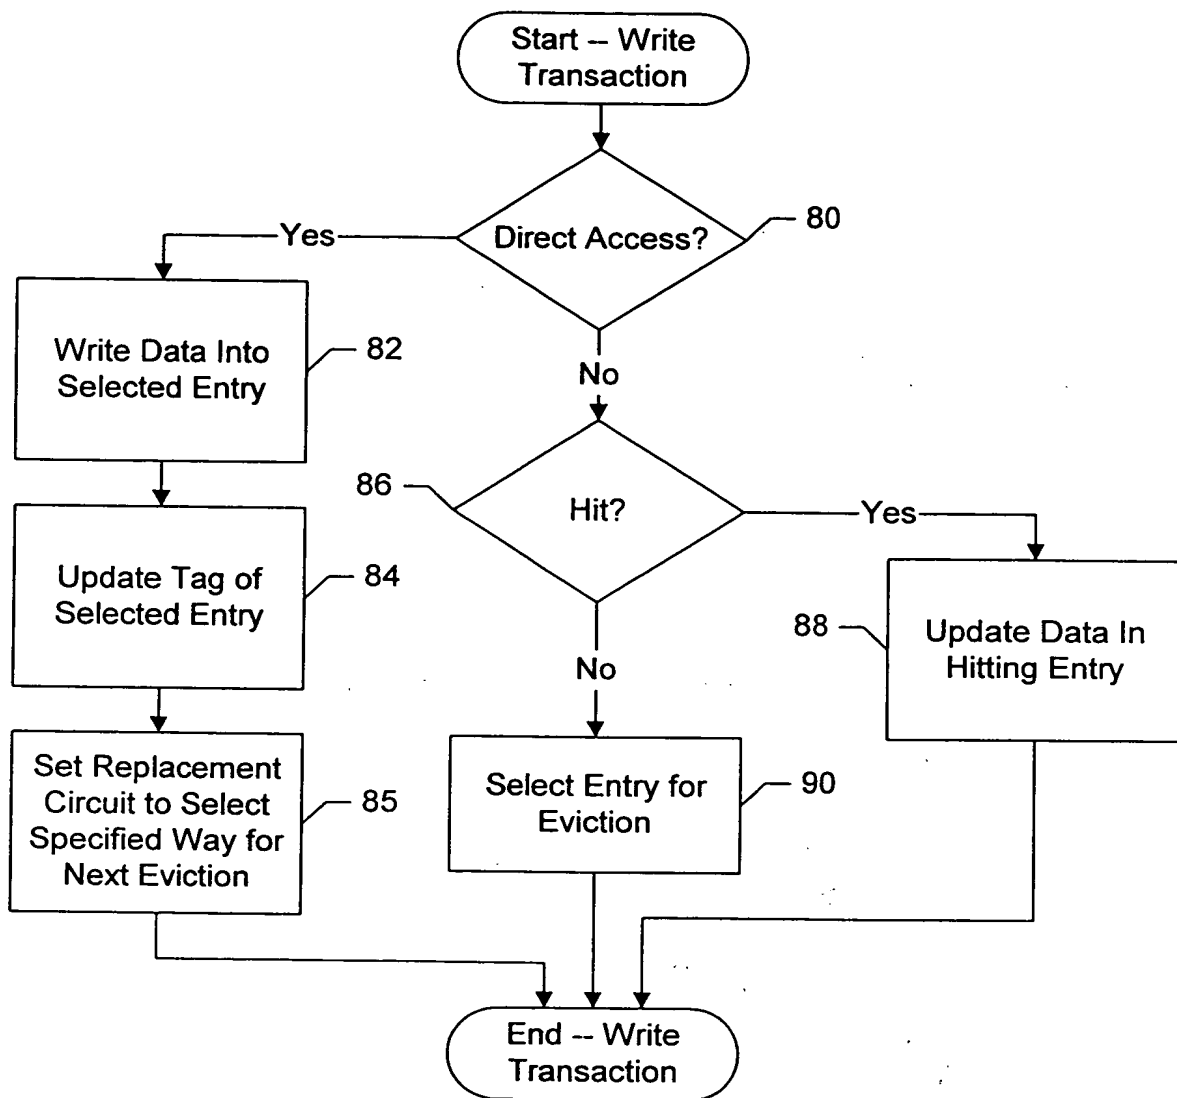 Start -- Write
Transaction
Direct Access?
80
Yes
Write Data Into
Selected Entry
82
No
86
Hit?
Yes
Update Tag of
Selected Entry
84
88
Update Data In
Hitting Entry
No
Set Replacement
Circuit to Select
Specified Way for
Next Eviction
85
Select Entry for
Eviction
90
End -- Write
Transaction